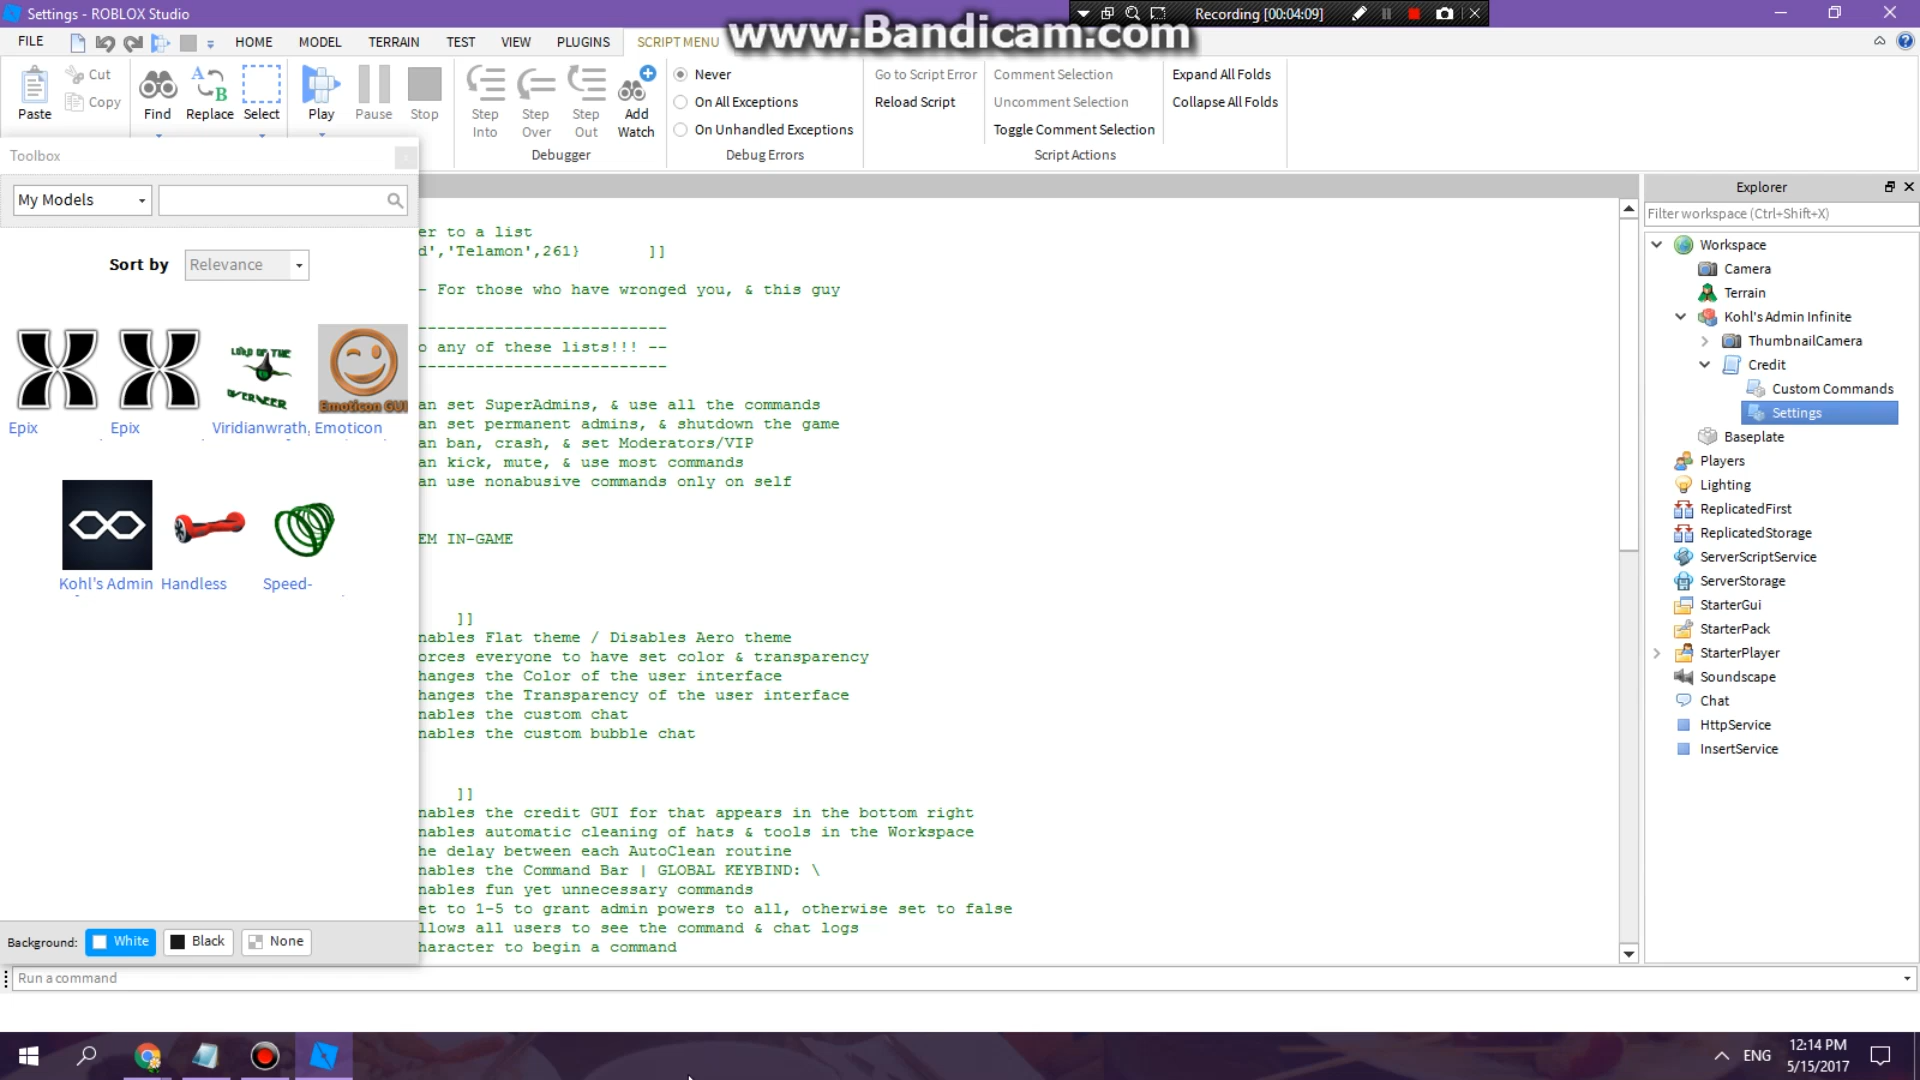 Settings - ROBLOX Studio
Recording [00:04:09]
www.Bandicam.com
FILE
HOME
MODEL
TERRAIN
TEST
VIEW
PLUGINS
SCRIPT MENU
Paste
Cut
Copy
Find
Replace
Select
Play
Pause
Stop
Step Into
Step Over
Step Out
Add Watch
Debugger
Never
On All Exceptions
On Unhandled Exceptions
Debug Errors
Go to Script Error
Reload Script
Comment Selection
Uncomment Selection
Toggle Comment Selection
Script Actions
Expand All Folds
Collapse All Folds
Toolbox
My Models
Sort by
Relevance
LORD OF THE
OVERSEER
Emoticon GUI
Epix
Epix
Viridianwrath,
Emoticon
Kohl's Admin
Handless
Speed-
Background:
White
Black
None
er to a list
d','Telamon',261}       ]]
- For those who have wronged you, & this guy
--------------------------
o any of these lists!!! --
--------------------------
an set SuperAdmins, & use all the commands
an set permanent admins, & shutdown the game
an ban, crash, & set Moderators/VIP
an kick, mute, & use most commands
an use nonabusive commands only on self
EM IN-GAME
]]
nables Flat theme / Disables Aero theme
orces everyone to have set color & transparency
hanges the Color of the user interface
hanges the Transparency of the user interface
nables the custom chat
nables the custom bubble chat
]]
nables the credit GUI for that appears in the bottom right
nables automatic cleaning of hats & tools in the Workspace
he delay between each AutoClean routine
nables the Command Bar | GLOBAL KEYBIND: \
nables fun yet unnecessary commands
et to 1-5 to grant admin powers to all, otherwise set to false
llows all users to see the command & chat logs
haracter to begin a command
Explorer
Filter workspace (Ctrl+Shift+X)
Workspace
Camera
Terrain
Kohl's Admin Infinite
ThumbnailCamera
Credit
Custom Commands
Settings
Baseplate
Players
Lighting
ReplicatedFirst
ReplicatedStorage
ServerScriptService
ServerStorage
StarterGui
StarterPack
StarterPlayer
Soundscape
Chat
HttpService
InsertService
Run a command
ENG
12:14 PM
5/15/2017